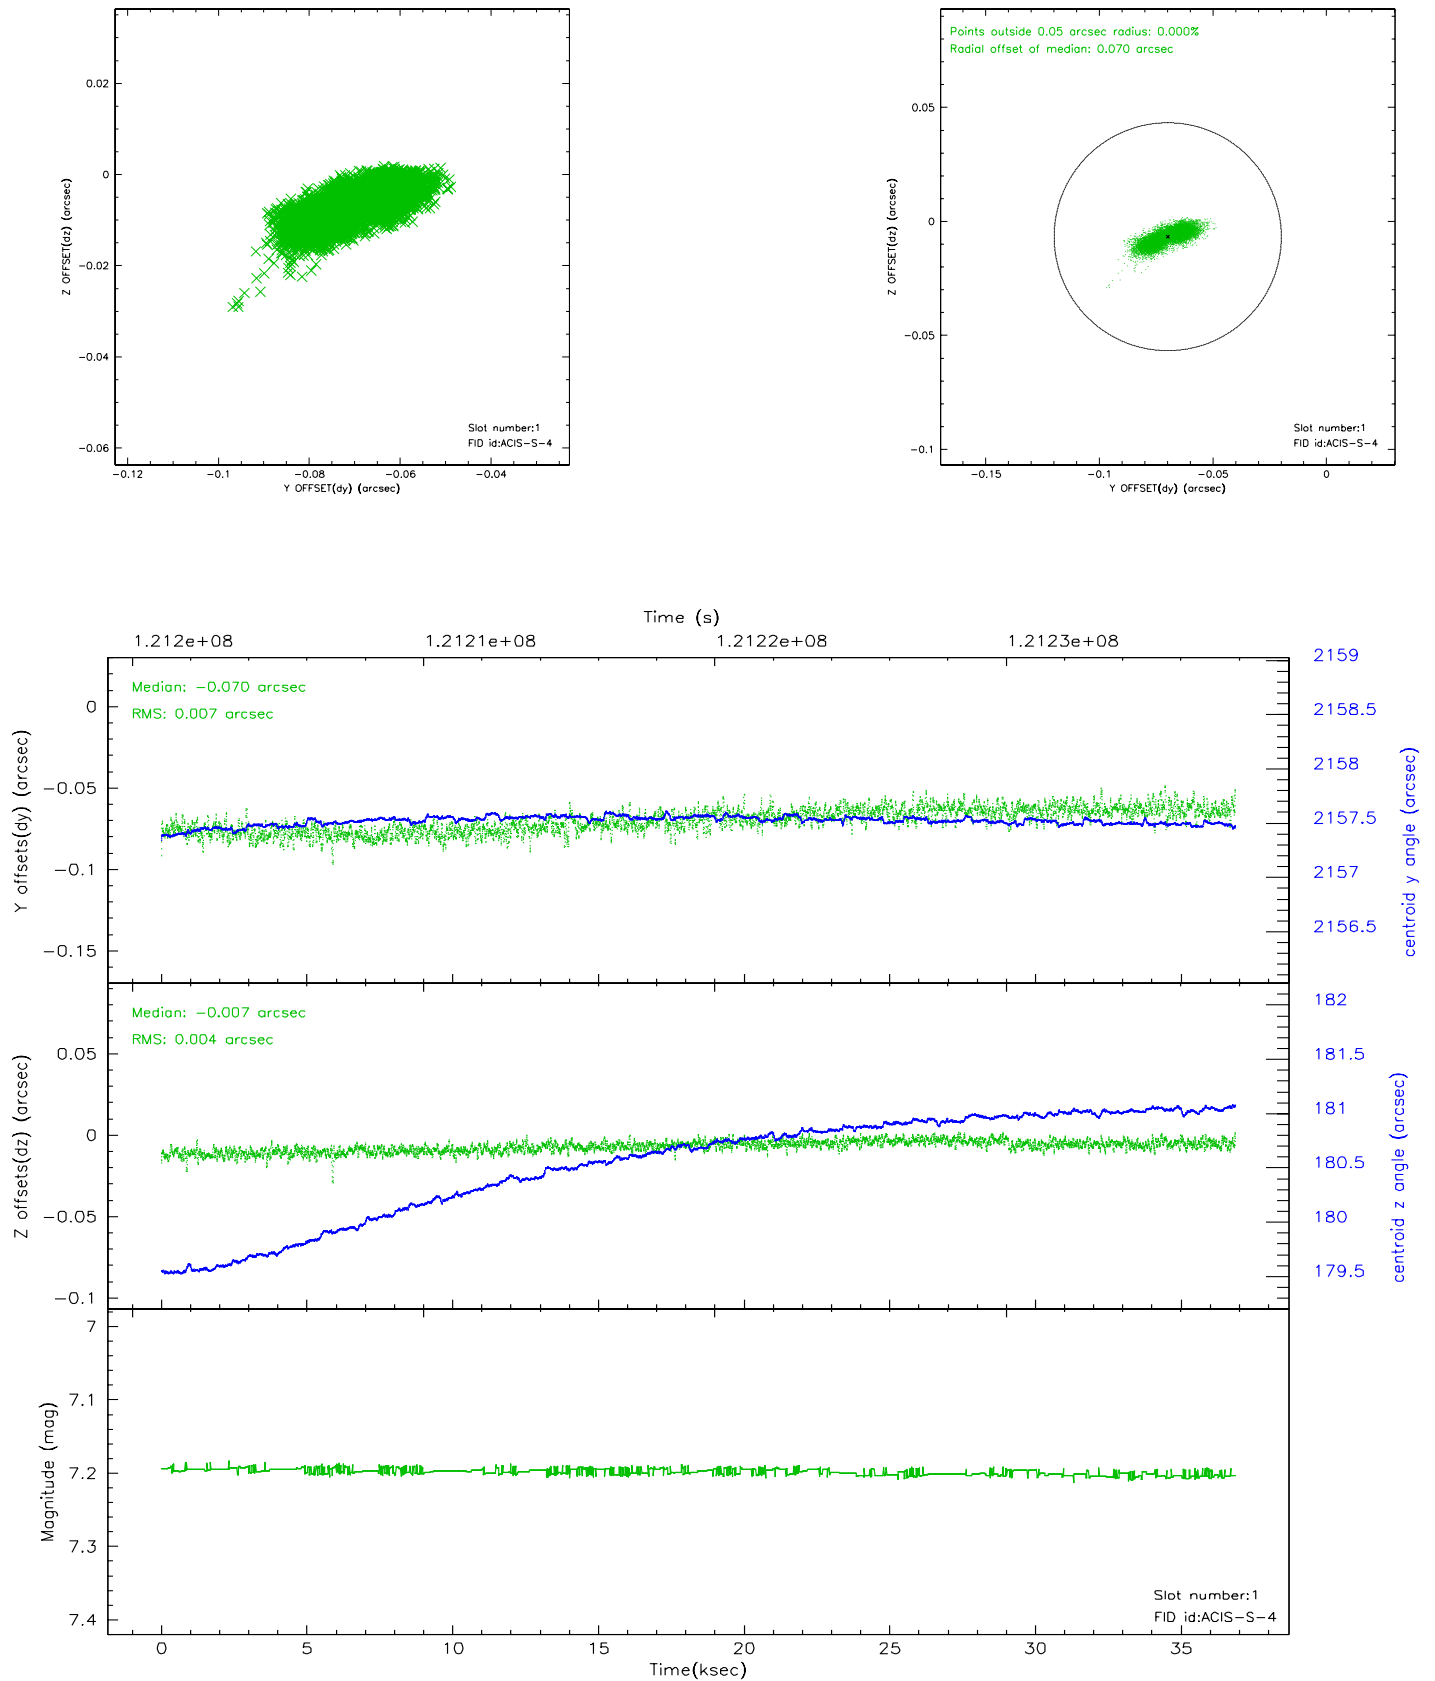 0.02
0
−0.02
−0.04
−0.06
Z OFFSET(dz) (arcsec)
Slot number:1
FID id:ACIS−S−4
−0.12
−0.1
−0.08
−0.06
−0.04
Y OFFSET(dy) (arcsec)
Points outside 0.05 arcsec radius: 0.000%
Radial offset of median: 0.070 arcsec
0.05
0
−0.05
−0.1
Z OFFSET(dz) (arcsec)
Slot number:1
FID id:ACIS−S−4
−0.15
−0.1
−0.05
0
Y OFFSET(dy) (arcsec)
Time (s)
1.212e+08
1.2121e+08
1.2122e+08
1.2123e+08
Median: −0.070 arcsec
RMS: 0.007 arcsec
0
−0.05
−0.1
−0.15
Y offsets(dy) (arcsec)
2159
2158.5
2158
2157.5
2157
2156.5
centroid y angle (arcsec)
Median: −0.007 arcsec
RMS: 0.004 arcsec
0.05
0
−0.05
−0.1
Z offsets(dz) (arcsec)
182
181.5
181
180.5
180
179.5
centroid z angle (arcsec)
7
7.1
7.2
7.3
7.4
Magnitude (mag)
Slot number:1
FID id:ACIS−S−4
0
5
10
15
20
25
30
35
Time(ksec)